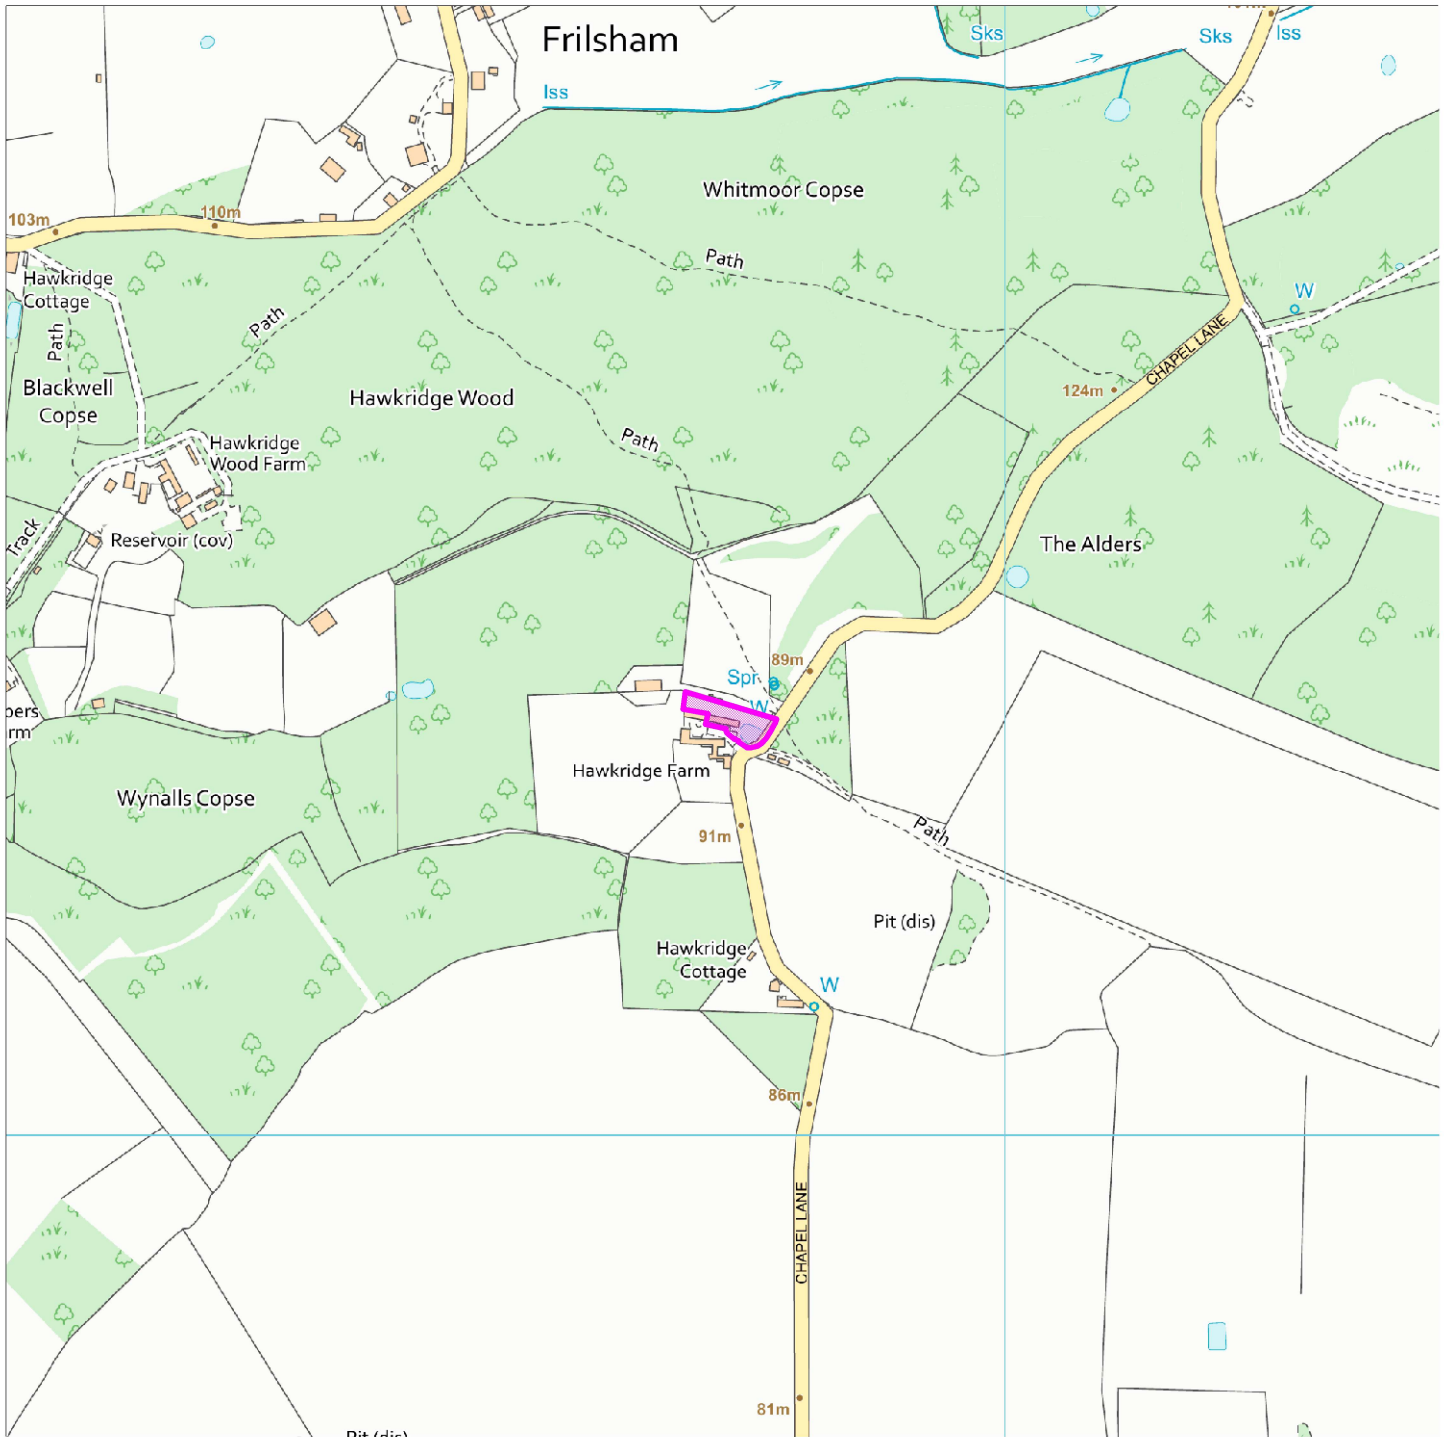 Frilsham
Sks
Sks
Iss
Iss
Whitmoor Copse
103m
110m
Path
Hawkridge
Cottage
W
Path
Path
CHAPEL LANE
Blackwell
Copse
124m
Hawkridge Wood
Path
Hawkridge
Wood Farm
Track
Reservoir (cov)
The Alders
89m
Spr
W
Hawkridge Farm
Wynalls Copse
91m
Path
Pit (dis)
Hawkridge
Cottage
W
86m
CHAPEL LANE
81m